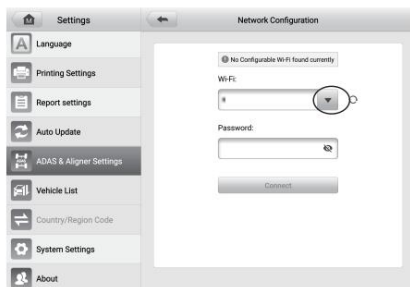 Settings
Network Configuration
Language
Printing Settings
Report settings
Auto Update
ADAS & Aligner Settings
Vehicle List
Country/Region Code
System Settings
About
No Configurable Wi-Fi found currently
Wi-Fi:
Password:
Connect